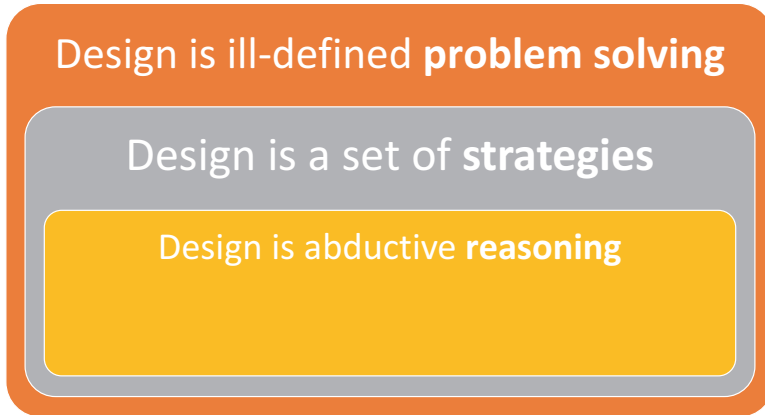 Design is ill-defined problem solving
Design is a set of strategies
Design is abductive reasoning